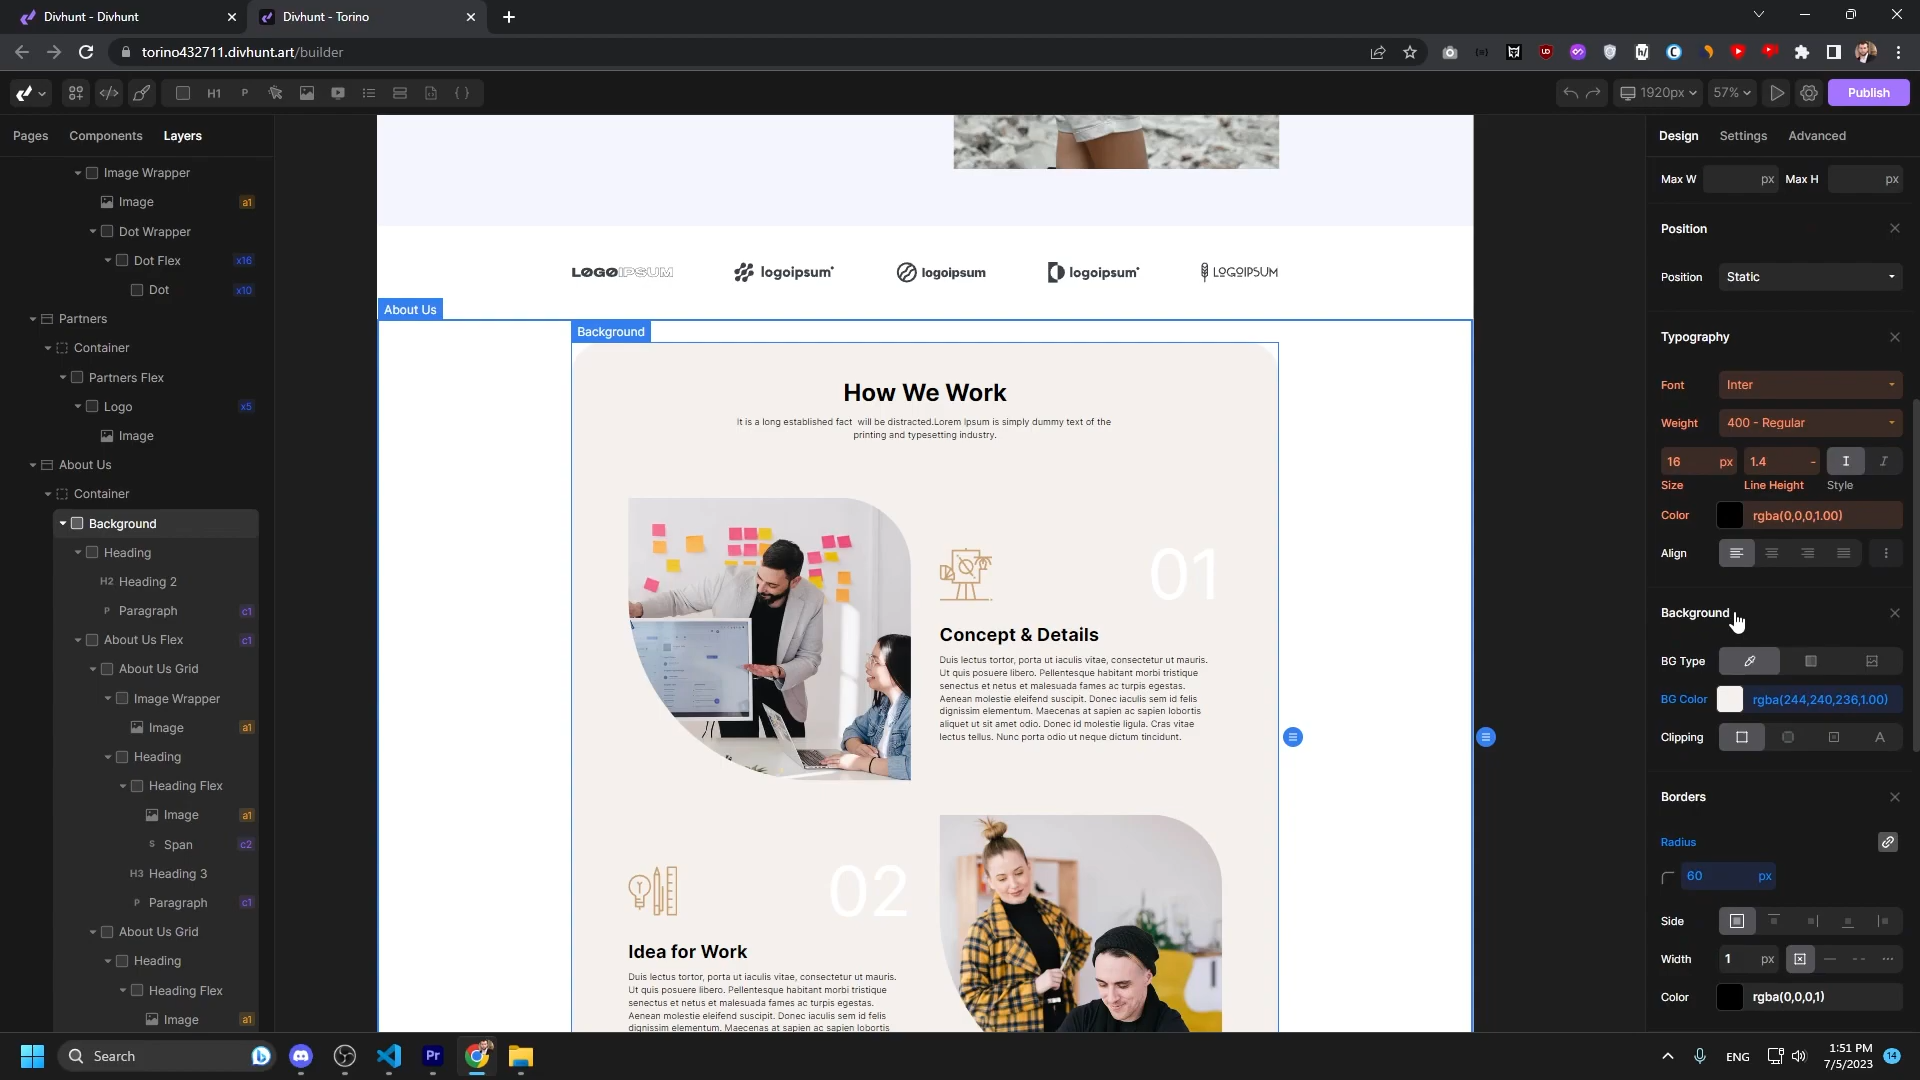 Divhunt - Divhunt
Divhunt - Torino
torino432711.divhunt.art/builder
H1
P
1920px
57%
Publish
Pages
Components
Layers
Design
Settings
Advanced
Image Wrapper
Image
a1
Dot Wrapper
Dot Flex
x16
Dot
x10
Partners
Container
Partners Flex
Logo
x5
Image
About Us
Container
Background
Heading
H2
Heading 2
P
Paragraph
c1
About Us Flex
c1
About Us Grid
Image Wrapper
Image
a1
Heading
Heading Flex
Image
a1
S
Span
c2
H3
Heading 3
P
Paragraph
c1
About Us Grid
Heading
Heading Flex
Image
a1
LOGOIPSUM
logoipsum
logoipsum
logoipsum
LOGOIPSUM
About Us
Background
How We Work
It is a long established fact will be distracted.Lorem Ipsum is simply dummy text of the
printing and typesetting industry.
01
Concept & Details
Duis lectus tortor, porta ut iaculis vitae, consectetur ut mauris.
Ut quis posuere libero. Pellentesque habitant morbi tristique
senectus et netus et malesuada fames ac turpis egestas.
Aenean molestie eleifend suscipit. Donec iaculis sem id felis
dignissim elementum. Maecenas at sapien ac sapien lobortis
aliquet ut sit amet odio. Donec id molestie ligula. Cras vitae
lectus tellus. Nunc porta odio ut neque dictum tincidunt.
02
Idea for Work
Duis lectus tortor, porta ut iaculis vitae, consectetur ut mauris.
Ut quis posuere libero. Pellentesque habitant morbi tristique
senectus et netus et malesuada fames ac turpis egestas.
Aenean molestie eleifend suscipit. Donec iaculis sem id felis
dignissim elementum. Maecenas at sapien ac sapien lobortis
Max W
px
Max H
px
Position
Position
Static
Typography
Font
Inter
Weight
400 - Regular
16
px
1.4
-
Size
Line Height
Style
Color
rgba(0,0,0,1.00)
Align
Background
BG Type
BG Color
rgba(244,240,236,1.00)
Clipping
A
Borders
Radius
60
px
Side
Width
1
px
Color
rgba(0,0,0,1)
Search
Pr
ENG
1:51 PM
7/5/2023
14